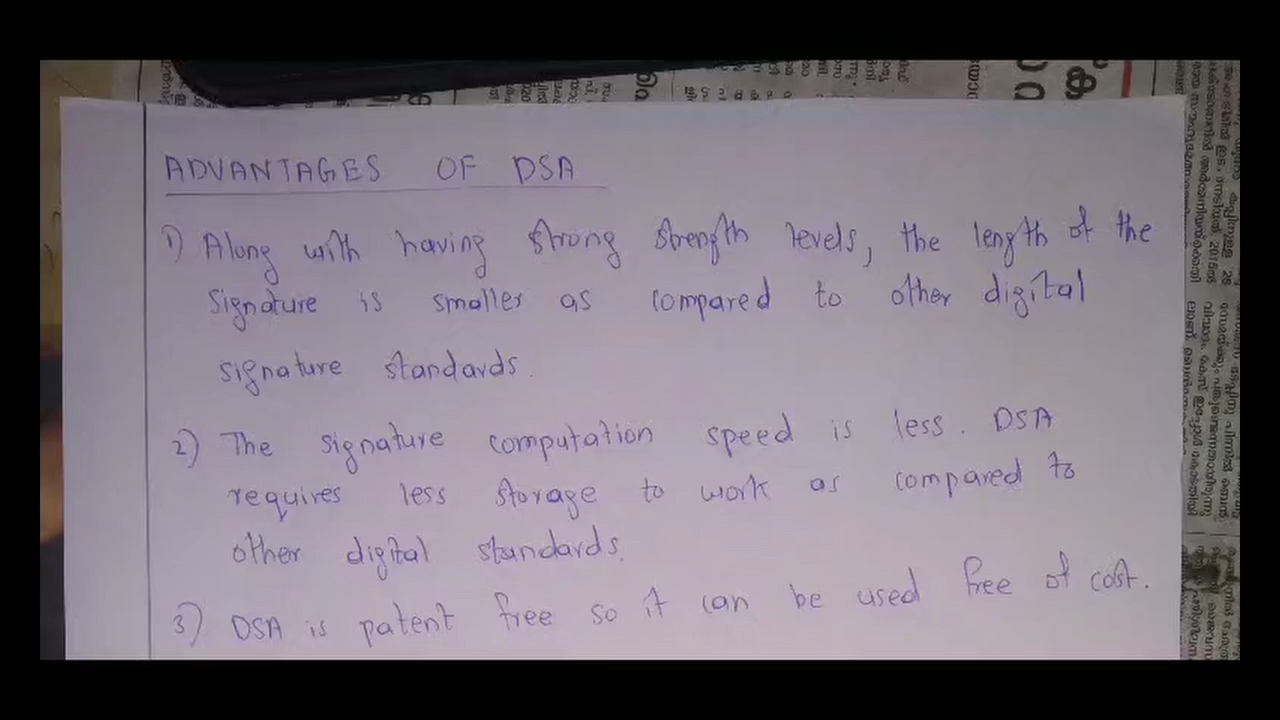 ADVANTAGES OF DSA
1) Along with having strong strength levels, the length of the
signature is smaller as compared to other digital
signature standards.
2) The signature computation speed is less. DSA
requires less storage to work as compared to
other digital standards.
3) DSA is patent free so it can be used free of cost.